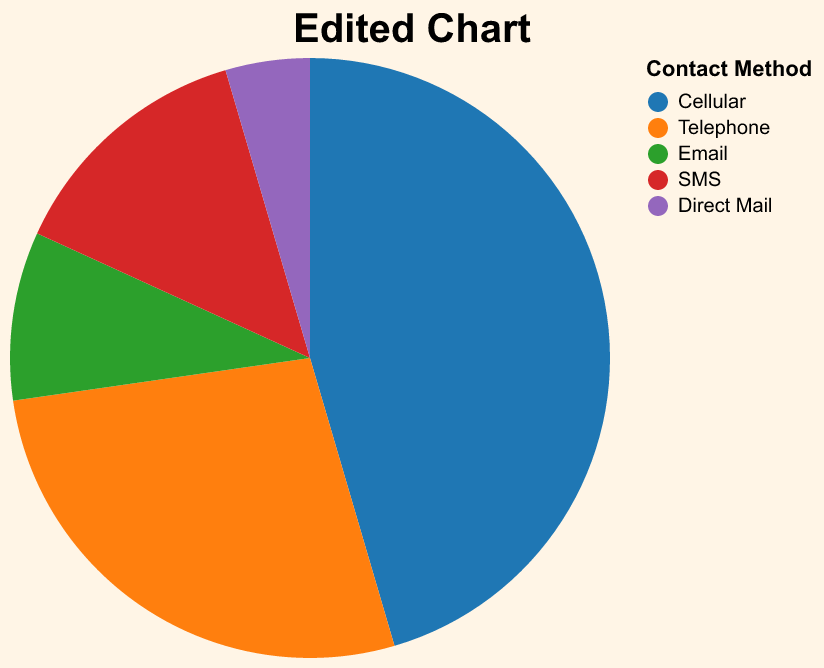 Edited Chart
Contact Method
Cellular
Telephone
Email
SMS
Direct Mail